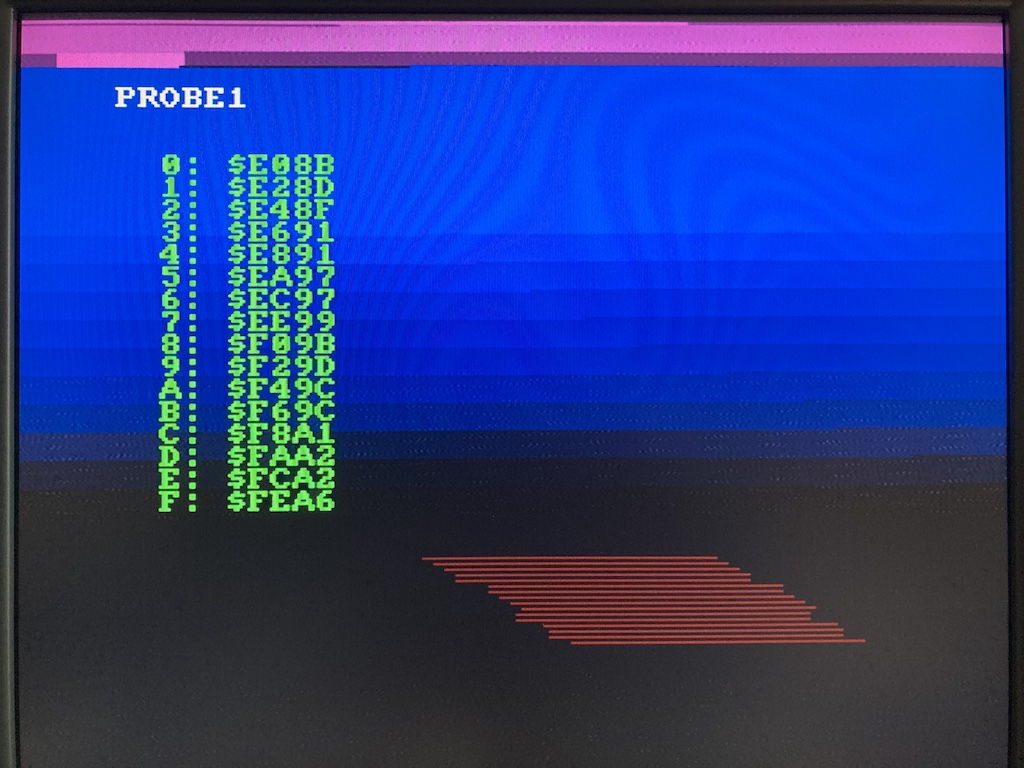 PROBE1
0: $E08B
1: $E28D
2: $E48F
3: $E691
4: $E891
5: $EA97
6: $EC97
7: $EE99
8: $F09B
9: $F29D
A: $F49C
B: $F69C
C: $F8A1
D: $FAA2
E: $FCA2
F: $FEA6